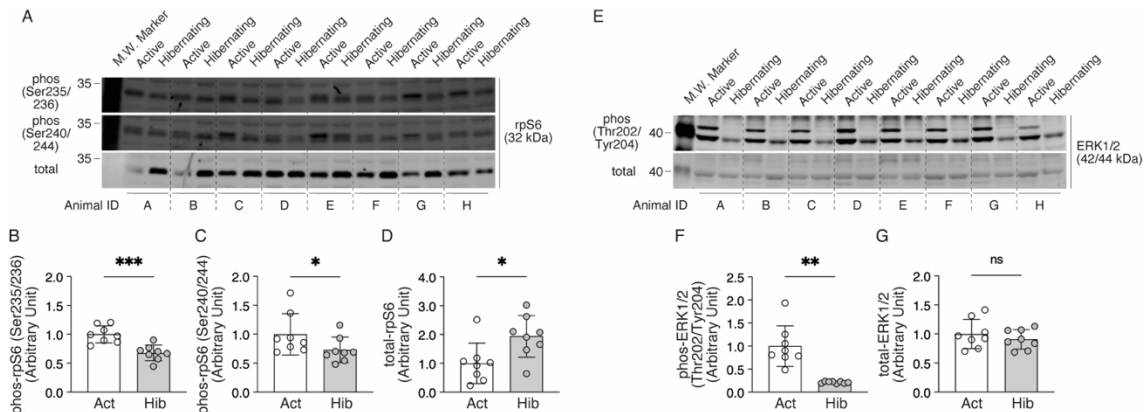 A
M.W. Marker
Active
Hibernating
Active
Hibernating
Active
Hibernating
Active
Hibernating
Active
Hibernating
Active
Hibernating
Active
Hibernating
Active
Hibernating
phos
(Ser235/
236)
35
phos
(Ser240/
244)
35
total
35
rpS6
(32 kDa)
Animal ID A B C D E F G H
E
M.W. Marker
Active
Hibernating
Active
Hibernating
Active
Hibernating
Active
Hibernating
Active
Hibernating
Active
Hibernating
Active
Hibernating
Active
Hibernating
phos
(Thr202/
Tyr204)
40
total
40
ERK1/2
(42/44 kDa)
Animal ID A B C D E F G H
B
phos-rpS6 (Ser235/236)
(Arbitrary Unit)
2.0
1.5
1.0
0.5
0
***
Act Hib
C
phos-rpS6 (Ser240/244)
(Arbitrary Unit)
2.0
1.5
1.0
0.5
0
*
Act Hib
D
total-rpS6
(Arbitrary Unit)
4.0
3.0
2.0
1.0
0
*
Act Hib
F
phos-ERK1/2
(Thr202/Tyr204)
(Arbitrary Unit)
2.5
2.0
1.5
1.0
0.5
0
**
Act Hib
G
total-ERK1/2
(Arbitrary Unit)
2.0
1.5
1.0
0.5
0
ns
Act Hib